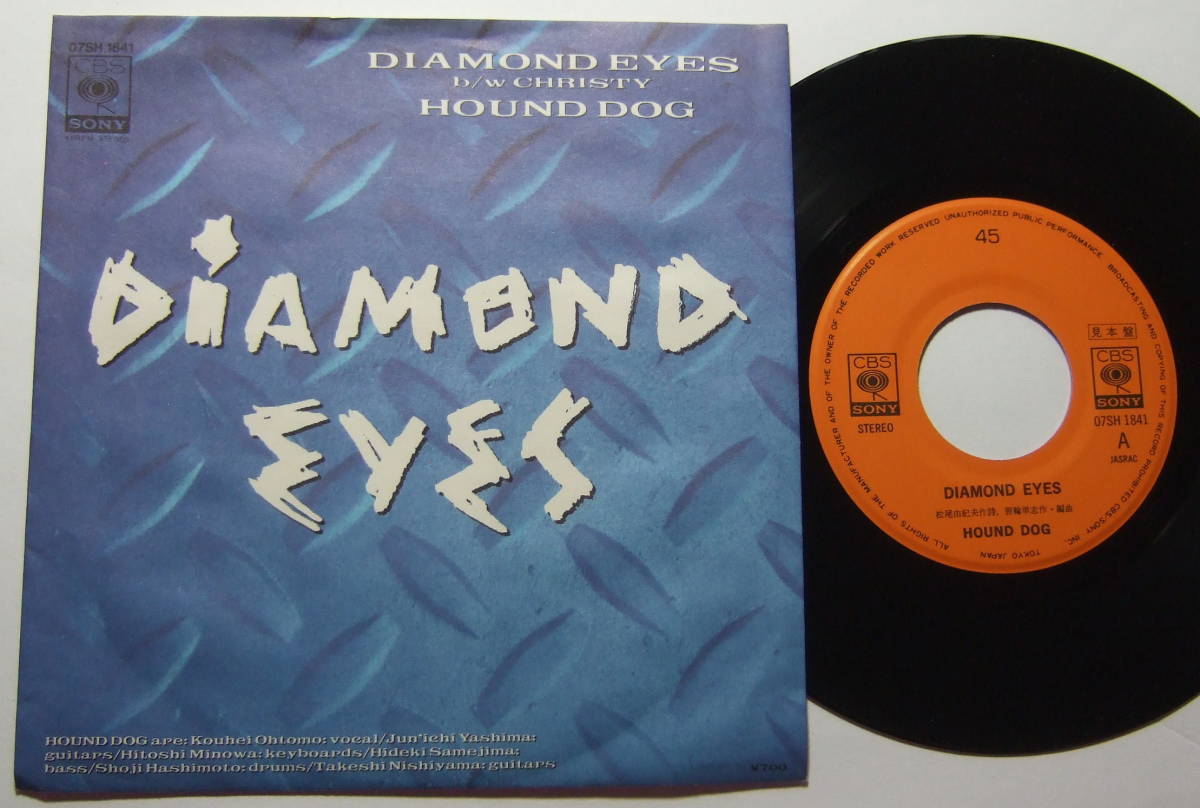 07SH 1841
CBS
SONY
DIAMOND EYES
b/w CHRISTY
HOUND DOG
DiAMOND
EYES
HOUND DOG are: Kouhei Ohtomo: vocal/Jun'ichi Yashima:
guitars/Hitoshi Minowa: keyboards/Hideki Samejima:
bass/Shoji Hashimoto: drums/Takeshi Nishiyama: guitars
¥700
ALL RIGHTS OF THE MANUFACTURER AND OF THE OWNER OF THE RECORDED WORK RESERVED UNAUTHORIZED PUBLIC PERFORMANCE. BROADCASTING AND COPYING OF THIS RECORD PROHIBITED CBS/SONY INC. TOKYO JAPAN
45
見本盤
CBS
SONY
STEREO
CBS
SONY
07SH 1841
A
JASRAC
DIAMOND EYES
松尾由紀夫作詩, 蓑輪単志作・編曲
HOUND DOG